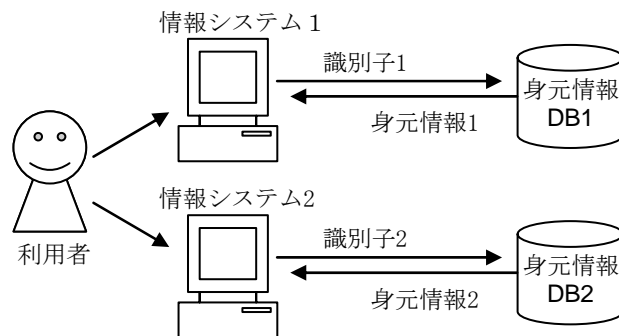 情報システム１
識別子1
身元情報1
身元情報
DB1
利用者
情報システム2
識別子2
身元情報2
身元情報
DB2